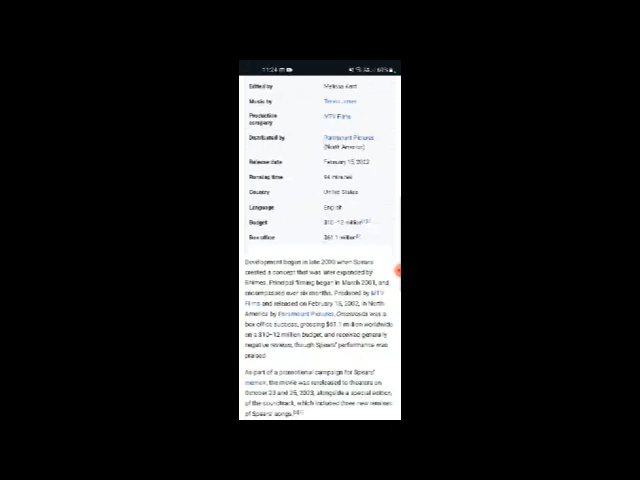 Edited by Melissa Kent
Music by Trevor Jones
Production MTV Films
company
Distributed by Paramount Pictures
(North America)
Release date February 15, 2002
Running time 94 minutes
Country United States
Language English
Budget $10–12 million
Box office $61.1 million
Development began in late 2000 when Spears
created a concept that was later expanded by
Rhimes. Principal filming began in March 2001, and
encompassed over six months. Produced by MTV
Films and released on February 15, 2002, in North
America by Paramount Pictures, Crossroads was a
box office success, grossing $61.1 million worldwide
on a $10–12 million budget, and received generally
negative reviews, though Spears' performance was
praised.
As part of a promotional campaign for Spears'
memoir, the movie was rereleased to theaters on
October 23 and 25, 2023, alongside a special edition
of the soundtrack, which included three new remixes
of Spears' songs.